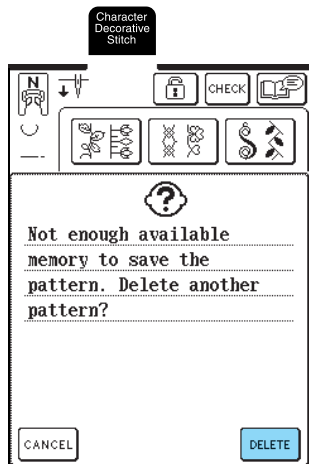 Character
Decorative
Stitch
N
CHECK
Not enough available
memory to save the
pattern. Delete another
pattern?
CANCEL
DELETE